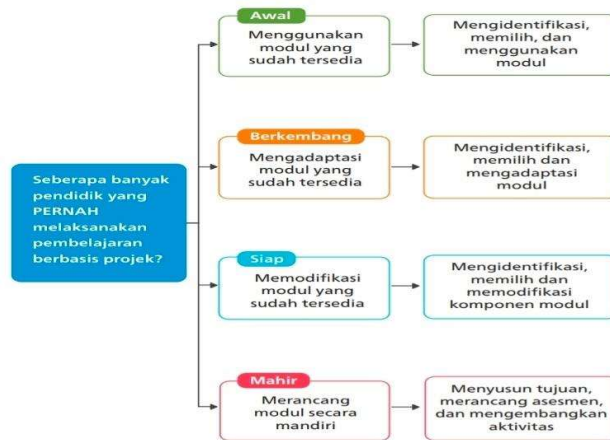 Seberapa banyak
pendidik yang
PERNAH
melaksanakan
pembelajaran
berbasis projek?
Awal
Menggunakan
modul yang
sudah tersedia
Mengidentifikasi,
memilih, dan
menggunakan
modul
Berkembang
Mengadaptasi
modul yang
sudah tersedia
Mengidentifikasi,
memilih dan
mengadaptasi
modul
Siap
Memodifikasi
modul yang
sudah tersedia
Mengidentifikasi,
memilih dan
memodifikasi
komponen modul
Mahir
Merancang
modul secara
mandiri
Menyusun tujuan,
merancang asesmen,
dan mengembangkan
aktivitas